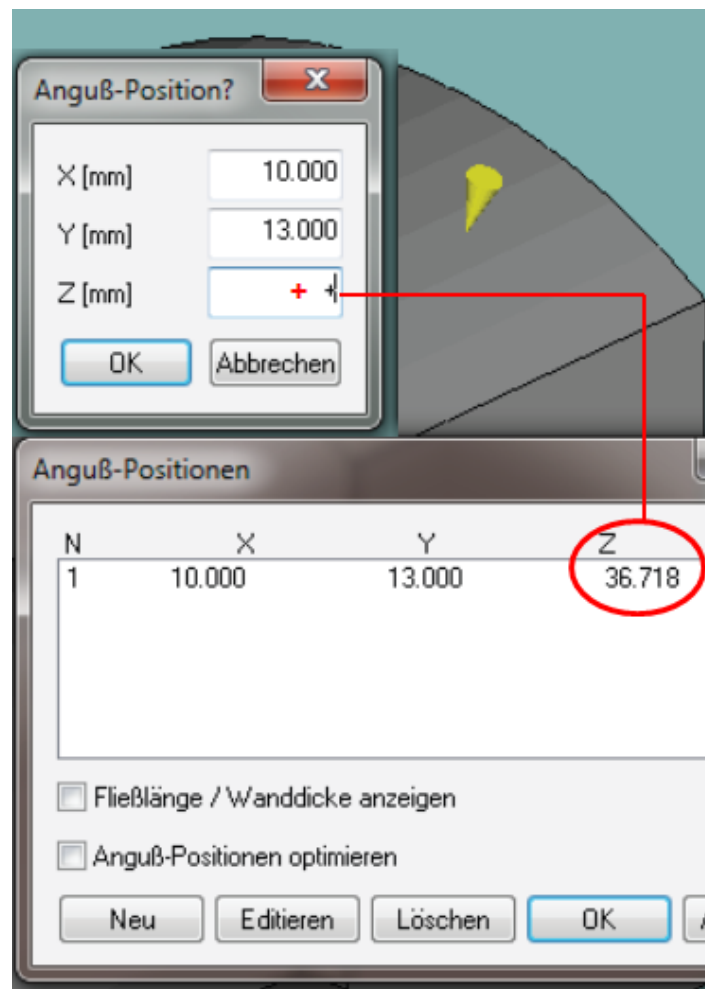 Anguß-Position?
X [mm] 10.000
Y [mm] 13.000
Z [mm] + +
OK Abbrechen
Anguß-Positionen
N X Y Z
1 10.000 13.000 36.718
Fließlänge / Wanddicke anzeigen
Anguß-Positionen optimieren
Neu Editieren Löschen OK